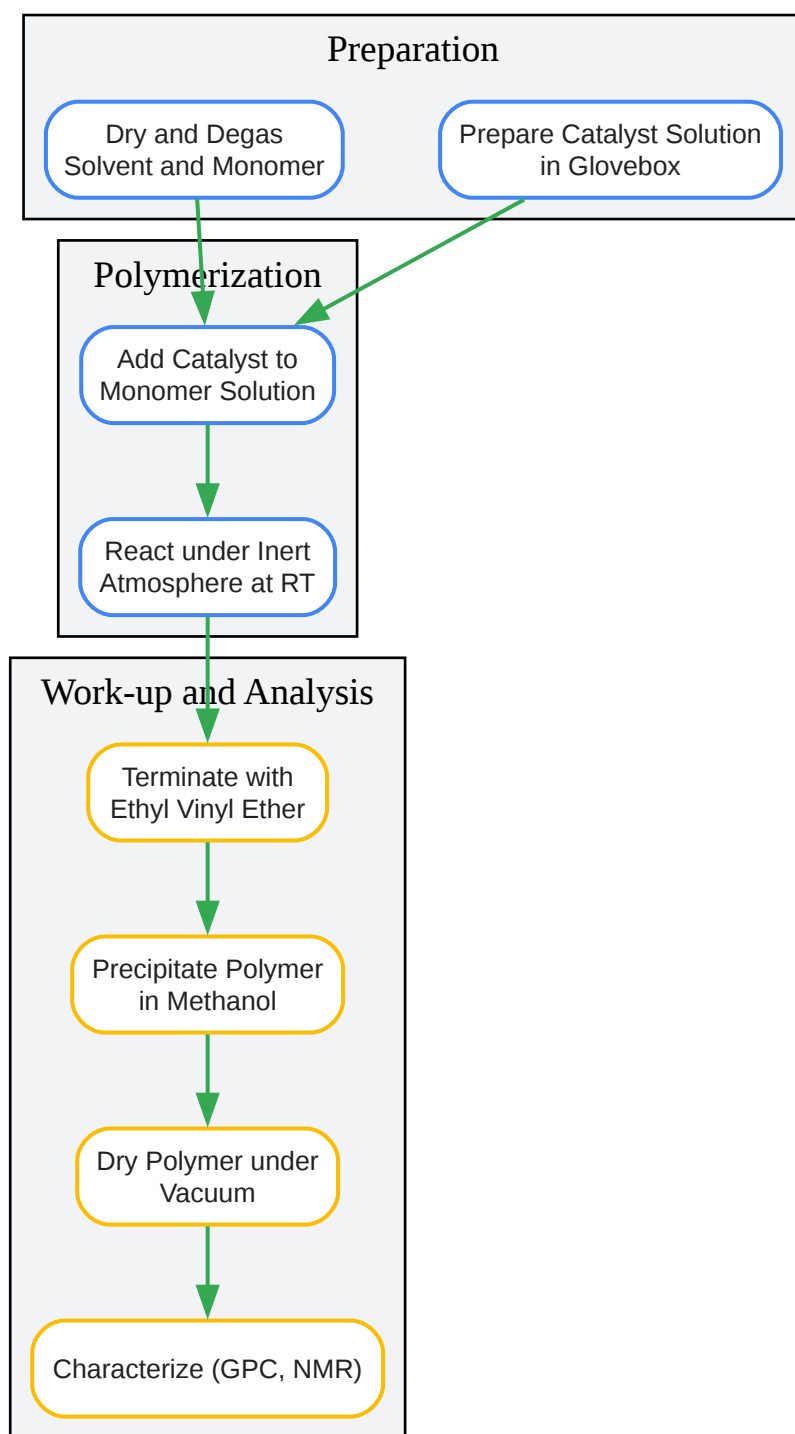 Preparation
Dry and Degas
Solvent and Monomer
Prepare Catalyst Solution
in Glovebox
Polymerization
Add Catalyst to
Monomer Solution
React under Inert
Atmosphere at RT
Work-up and Analysis
Terminate with
Ethyl Vinyl Ether
Precipitate Polymer
in Methanol
Dry Polymer under
Vacuum
Characterize (GPC, NMR)